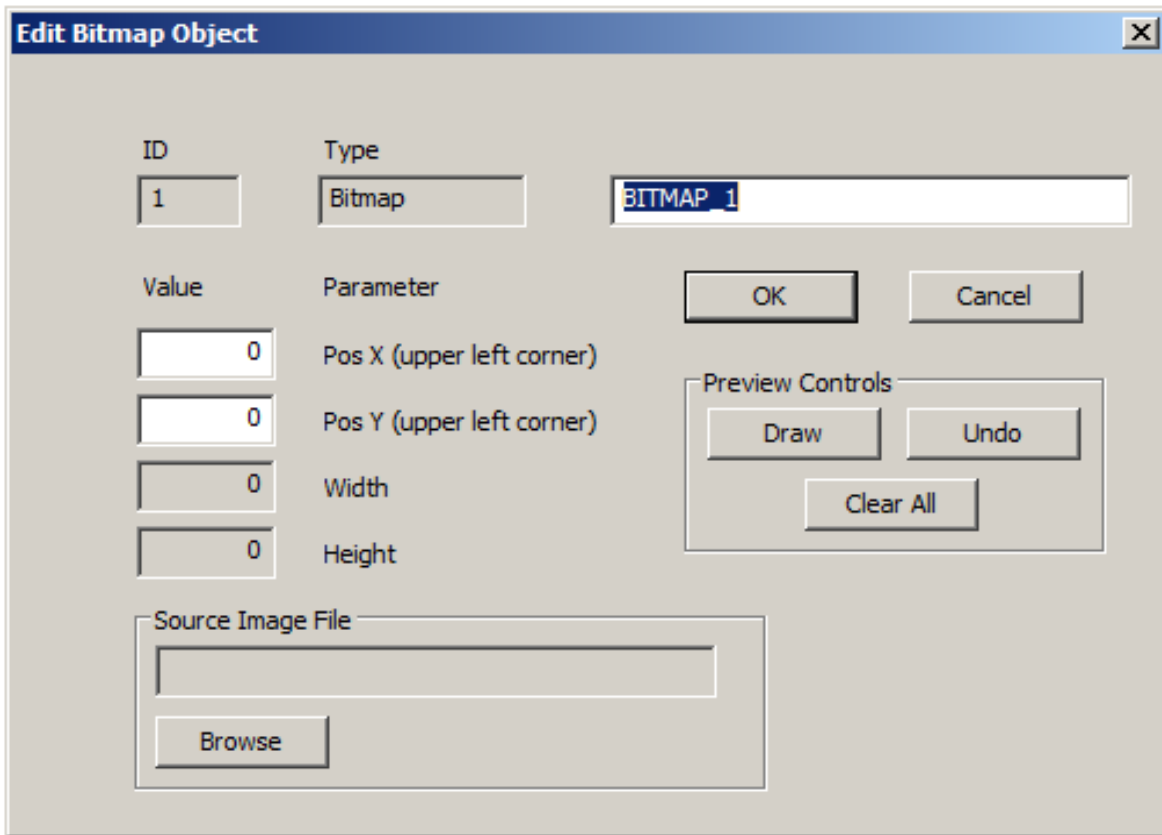 Edit Bitmap Object
ID Type
1 Bitmap BITMAP_1
Value Parameter OK Cancel
0 Pos X (upper left corner)
Preview Controls
0 Pos Y (upper left corner) Draw Undo
0 Width Clear All
0 Height
Source Image File
Browse